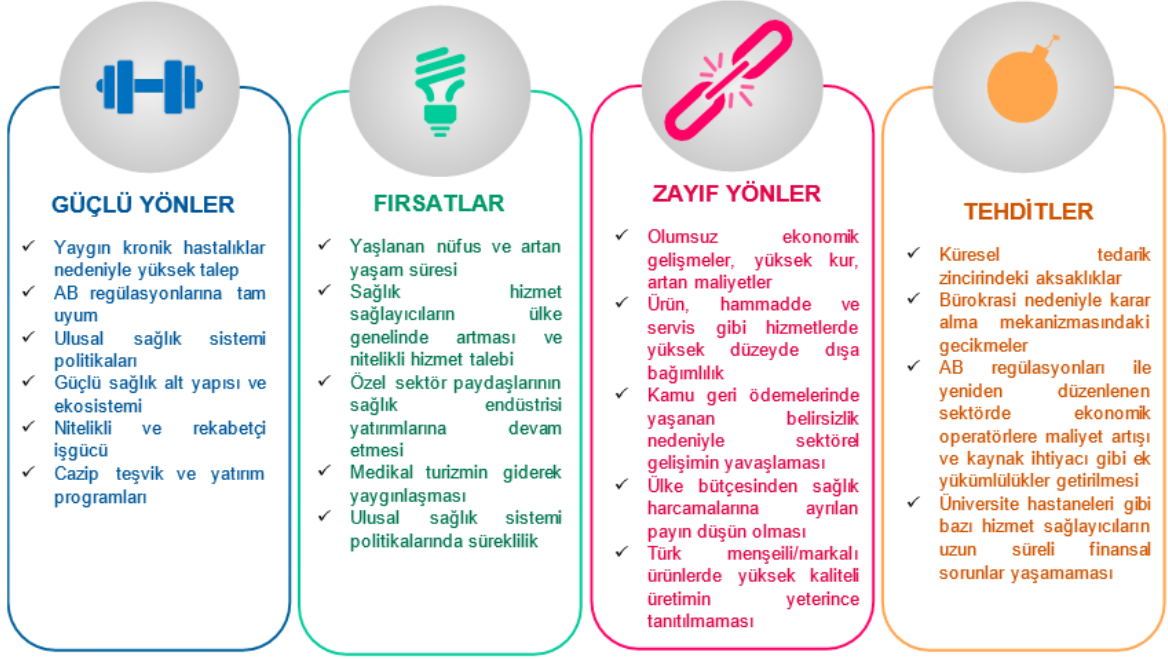 GÜÇLÜ YÖNLER
Yaygın kronik hastalıklar
nedeniyle yüksek talep
AB regülasyonlarına tam
uyum
Ulusal sağlık sistemi
politikaları
Güçlü sağlık alt yapısı ve
ekosistemi
Nitelikli ve rekabetçi
işgücü
Cazip teşvik ve yatırım
programları
FIRSATLAR
Yaşlanan nüfus ve artan
yaşam süresi
Sağlık hizmet
sağlayıcıların ülke
genelinde artması ve
nitelikli hizmet talebi
Özel sektör paydaşlarının
sağlık endüstrisi
yatırımlarına devam
etmesi
Medikal turizmin giderek
yaygınlaşması
Ulusal sağlık sistemi
politikalarında süreklilik
ZAYIF YÖNLER
Olumsuz ekonomik
gelişmeler, yüksek kur,
artan maliyetler
Ürün, hammadde ve
servis gibi hizmetlerde
yüksek düzeyde dışa
bağımlılık
Kamu geri ödemelerinde
yaşanan belirsizlik
nedeniyle sektörel
gelişimin yavaşlaması
Ülke bütçesinden sağlık
harcamalarına ayrılan
payın düşün olması
Türk menşeili/markalı
ürünlerde yüksek kaliteli
üretimin yeterince
tanıtılmaması
TEHDİTLER
Küresel tedarik
zincirindeki aksaklıklar
Bürokrasi nedeniyle karar
alma mekanizmasındaki
gecikmeler
AB regülasyonları ile
yeniden düzenlenen
sektörde ekonomik
operatörlere maliyet artışı
ve kaynak ihtiyacı gibi ek
yükümlülükler getirilmesi
Üniversite hastaneleri gibi
bazı hizmet sağlayıcıların
uzun süreli finansal
sorunlar yaşamaması